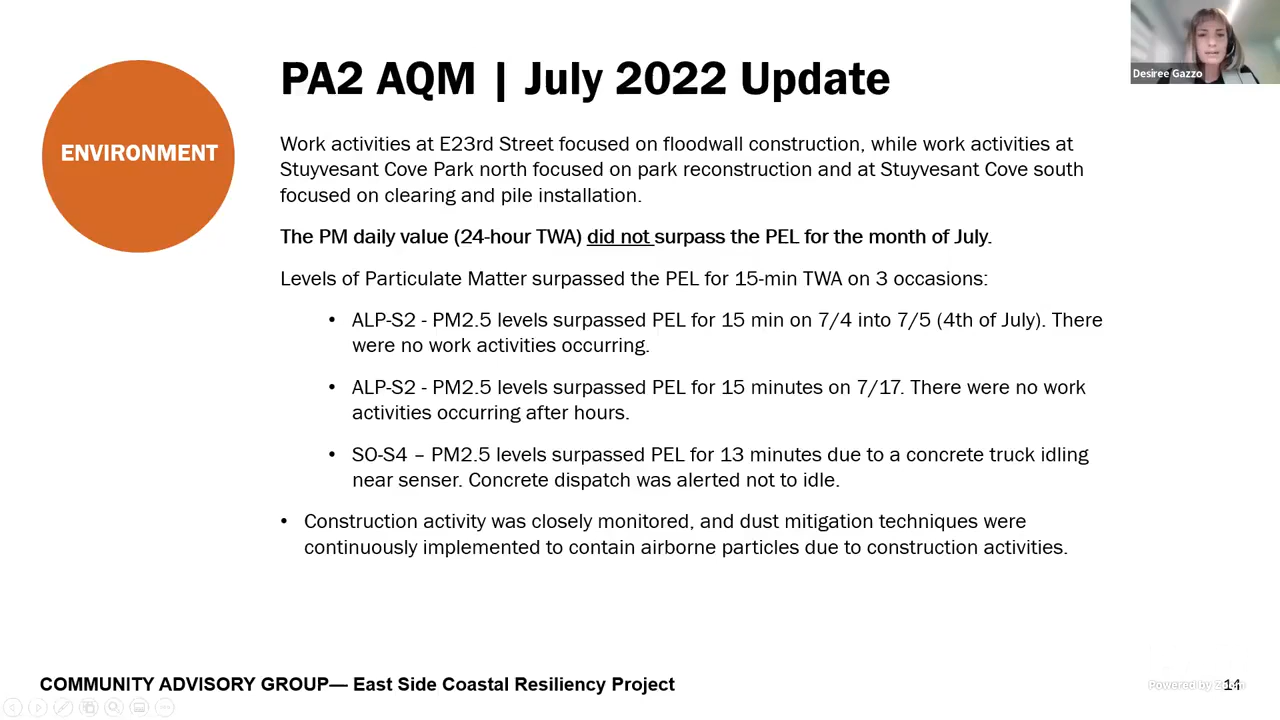 Desiree Gazzo
ENVIRONMENT
PA2 AQM | July 2022 Update
Work activities at E23rd Street focused on floodwall construction, while work activities at
Stuyvesant Cove Park north focused on park reconstruction and at Stuyvesant Cove south
focused on clearing and pile installation.
The PM daily value (24-hour TWA) did not surpass the PEL for the month of July.
Levels of Particulate Matter surpassed the PEL for 15-min TWA on 3 occasions:
• ALP-S2 - PM2.5 levels surpassed PEL for 15 min on 7/4 into 7/5 (4th of July). There
were no work activities occurring.
• ALP-S2 - PM2.5 levels surpassed PEL for 15 minutes on 7/17. There were no work
activities occurring after hours.
• SO-S4 – PM2.5 levels surpassed PEL for 13 minutes due to a concrete truck idling
near senser. Concrete dispatch was alerted not to idle.
• Construction activity was closely monitored, and dust mitigation techniques were
continuously implemented to contain airborne particles due to construction activities.
COMMUNITY ADVISORY GROUP— East Side Coastal Resiliency Project
Powered by Zoom
14